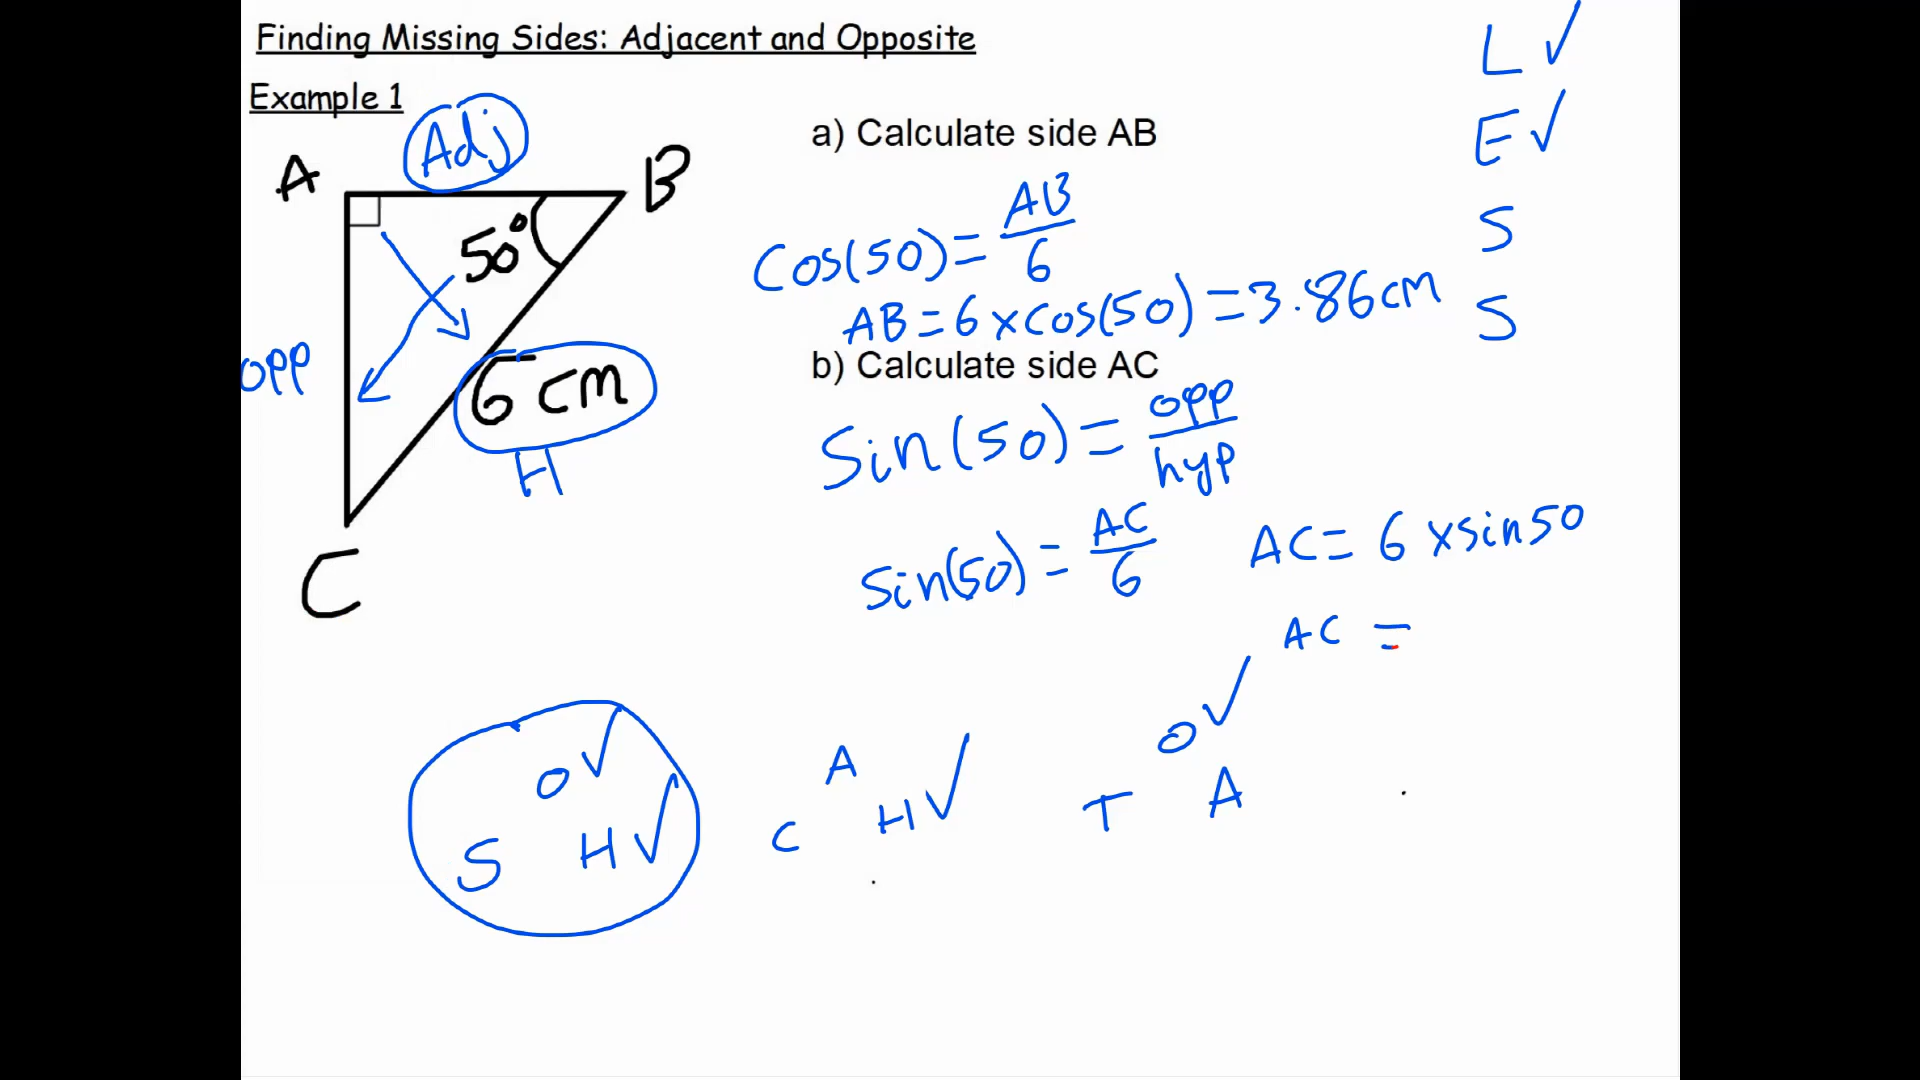 Finding Missing Sides: Adjacent and Opposite
Example 1
A
Adj
B
50°
opp
6 cm
H
C
a) Calculate side AB
Cos(50) = AB/6
AB = 6 x cos(50) = 3.86cm
b) Calculate side AC
Sin(50) = opp/hyp
Sin(50) = AC/6
AC = 6 x sin50
AC =
L ✓
E ✓
S
S
O ✓
S H ✓
A
C H ✓
O ✓
T A